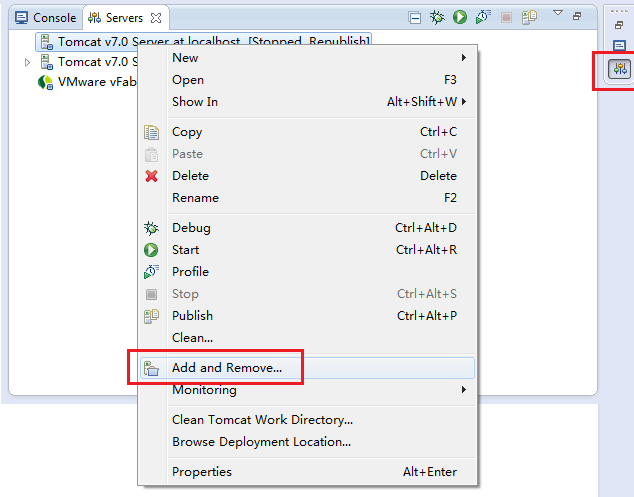 Console Servers
Tomcat v7.0 Server at localhost [Stopped, Republish]
Tomcat v7.0 S
VMware vFab
New
Open F3
Show In Alt+Shift+W
Copy Ctrl+C
Paste Ctrl+V
Delete Delete
Rename F2
Debug Ctrl+Alt+D
Start Ctrl+Alt+R
Profile
Stop Ctrl+Alt+S
Publish Ctrl+Alt+P
Clean...
Add and Remove...
Monitoring
Clean Tomcat Work Directory...
Browse Deployment Location...
Properties Alt+Enter